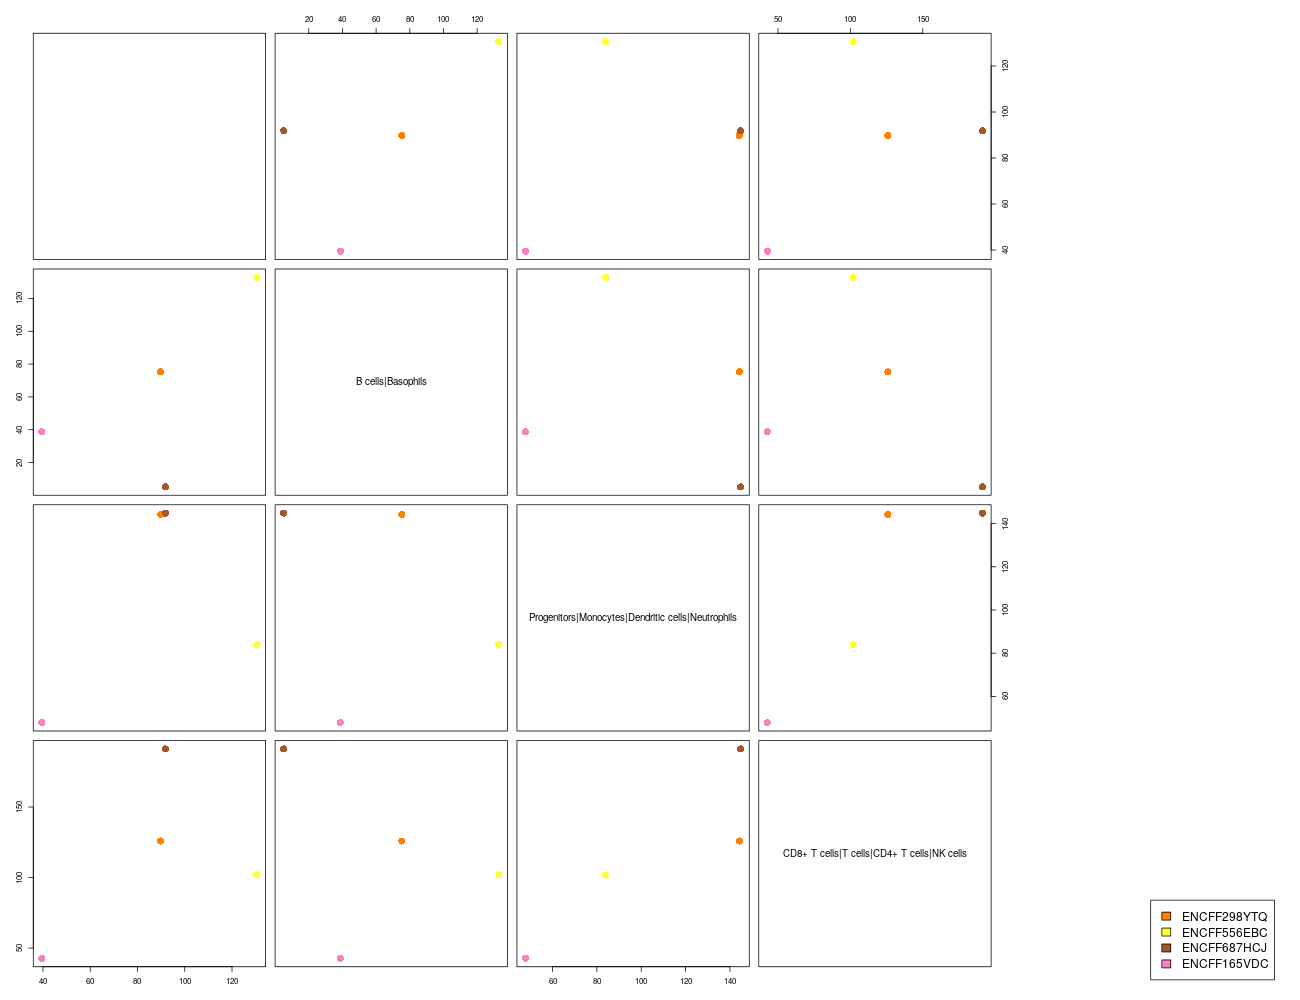 20 40 60 80 100 120
50 100 150
40 60 80 100 120
20 40 60 80 100 120
B cells|Basophils
Progenitors|Monocytes|Dendritic cells|Neutrophils
60 80 100 120 140
50 100 150
CD8+ T cells|T cells|CD4+ T cells|NK cells
40 60 80 100 120
60 80 100 120 140
ENCFF298YTQ
ENCFF556EBC
ENCFF687HCJ
ENCFF165VDC